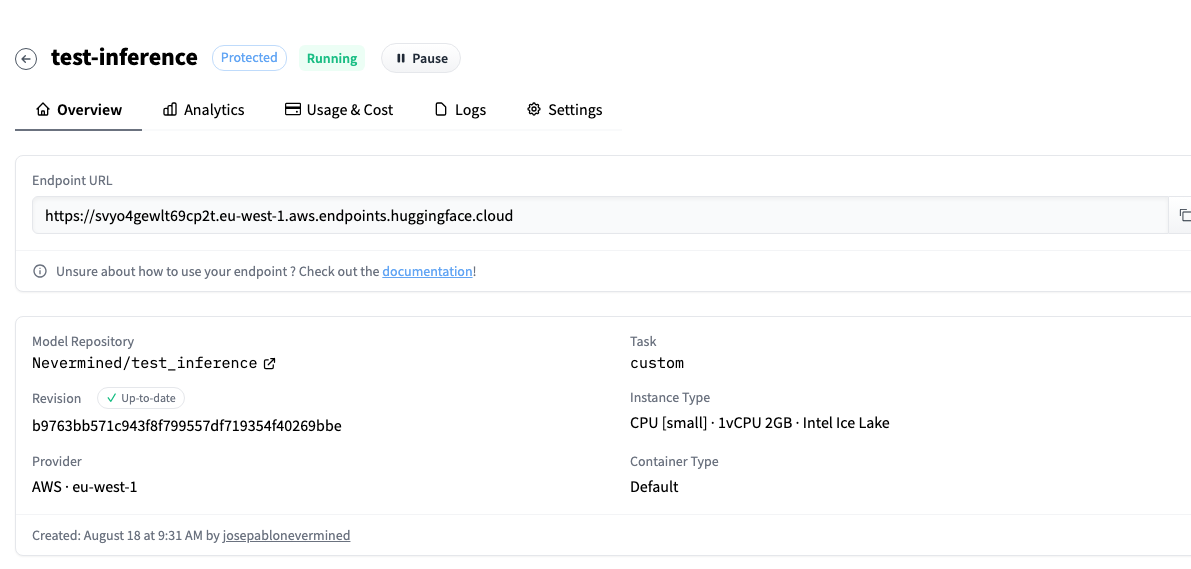 test-inference Protected Running Pause
Overview Analytics Usage & Cost Logs Settings
Endpoint URL
https://svyo4gewlt69cp2t.eu-west-1.aws.endpoints.huggingface.cloud
Unsure about how to use your endpoint ? Check out the documentation!
Model Repository
Nevermined/test_inference
Task
custom
Revision Up-to-date
b9763bb571c943f8f799557df719354f40269bbe
Instance Type
CPU [small] · 1vCPU 2GB · Intel Ice Lake
Provider
AWS · eu-west-1
Container Type
Default
Created: August 18 at 9:31 AM by josepablonevermined